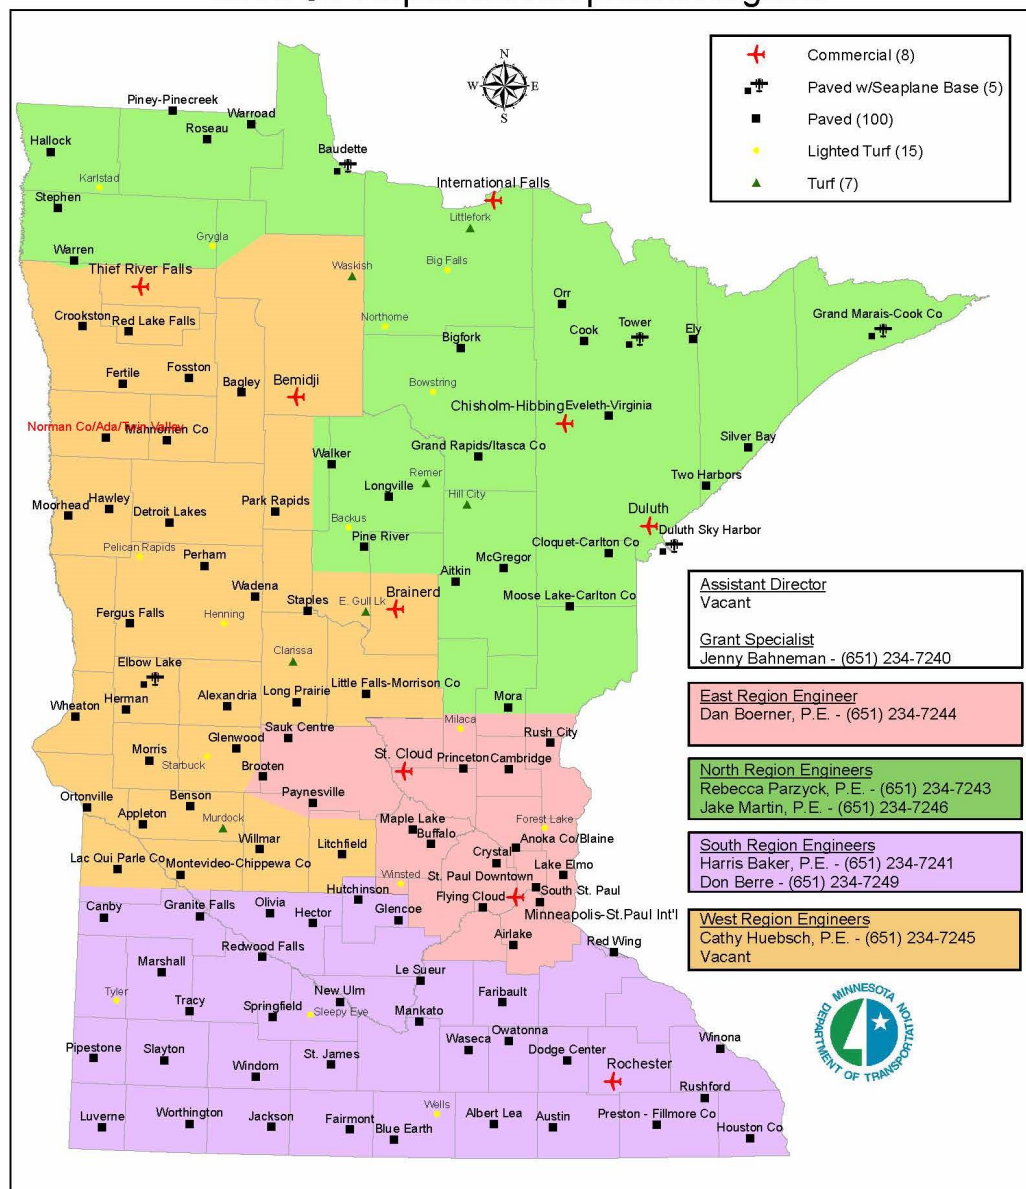 N
W E
S
Commercial (8)
Paved w/Seaplane Base (5)
Paved (100)
Lighted Turf (15)
Turf (7)
Piney-Pinecreek
Warroad
Roseau
Hallock
Baudette
Karlstad
International Falls
Stephen
Littlefork
Grygla
Warren
Big Falls
Waskish
Thief River Falls
Orr
Grand Marais-Cook Co
Crookston
Red Lake Falls
Northome
Cook
Tower
Ely
Bigfork
Fosston
Fertile
Bagley
Bemidji
Bowstring
Chisholm-Hibbing
Eveleth-Virginia
Norman Co/Ada/Twin Valley
Mahnomen Co
Silver Bay
Grand Rapids/Itasca Co
Walker
Remer
Two Harbors
Longville
Hill City
Hawley
Park Rapids
Moorhead
Detroit Lakes
Duluth
Backus
Duluth Sky Harbor
Pine River
Cloquet-Carlton Co
Pelican Rapids
Perham
McGregor
Aitkin
Wadena
Staples
E. Gull Lk
Brainerd
Moose Lake-Carlton Co
Fergus Falls
Henning
Clarissa
Elbow Lake
Little Falls-Morrison Co
Herman
Alexandria
Long Prairie
Wheaton
Mora
Milaca
Sauk Centre
Rush City
Glenwood
Morris
Starbuck
St. Cloud
Princeton
Cambridge
Brooten
Ortonville
Benson
Paynesville
Appleton
Murdock
Maple Lake
Forest Lake
Buffalo
Anoka Co/Blaine
Willmar
Litchfield
Crystal
Lac Qui Parle Co
Montevideo-Chippewa Co
Lake Elmo
Winsted
St. Paul Downtown
Hutchinson
Flying Cloud
South St. Paul
Canby
Granite Falls
Olivia
Hector
Glencoe
Minneapolis-St.Paul Int'l
Airlake
Red Wing
Redwood Falls
Marshall
Le Sueur
Tyler
Tracy
New Ulm
Faribault
Springfield
Sleepy Eye
Mankato
Owatonna
Waseca
Winona
Pipestone
Slayton
St. James
Dodge Center
Windom
Rochester
Rushford
Wells
Luverne
Worthington
Jackson
Fairmont
Blue Earth
Albert Lea
Austin
Preston - Fillmore Co
Houston Co
Assistant Director
Vacant
Grant Specialist
Jenny Bahneman - (651) 234-7240
East Region Engineer
Dan Boerner, P.E. - (651) 234-7244
North Region Engineers
Rebecca Parzyck, P.E. - (651) 234-7243
Jake Martin, P.E. - (651) 234-7246
South Region Engineers
Harris Baker, P.E. - (651) 234-7241
Don Berre - (651) 234-7249
West Region Engineers
Cathy Huebsch, P.E. - (651) 234-7245
Vacant
MINNESOTA
DEPARTMENT OF TRANSPORTATION